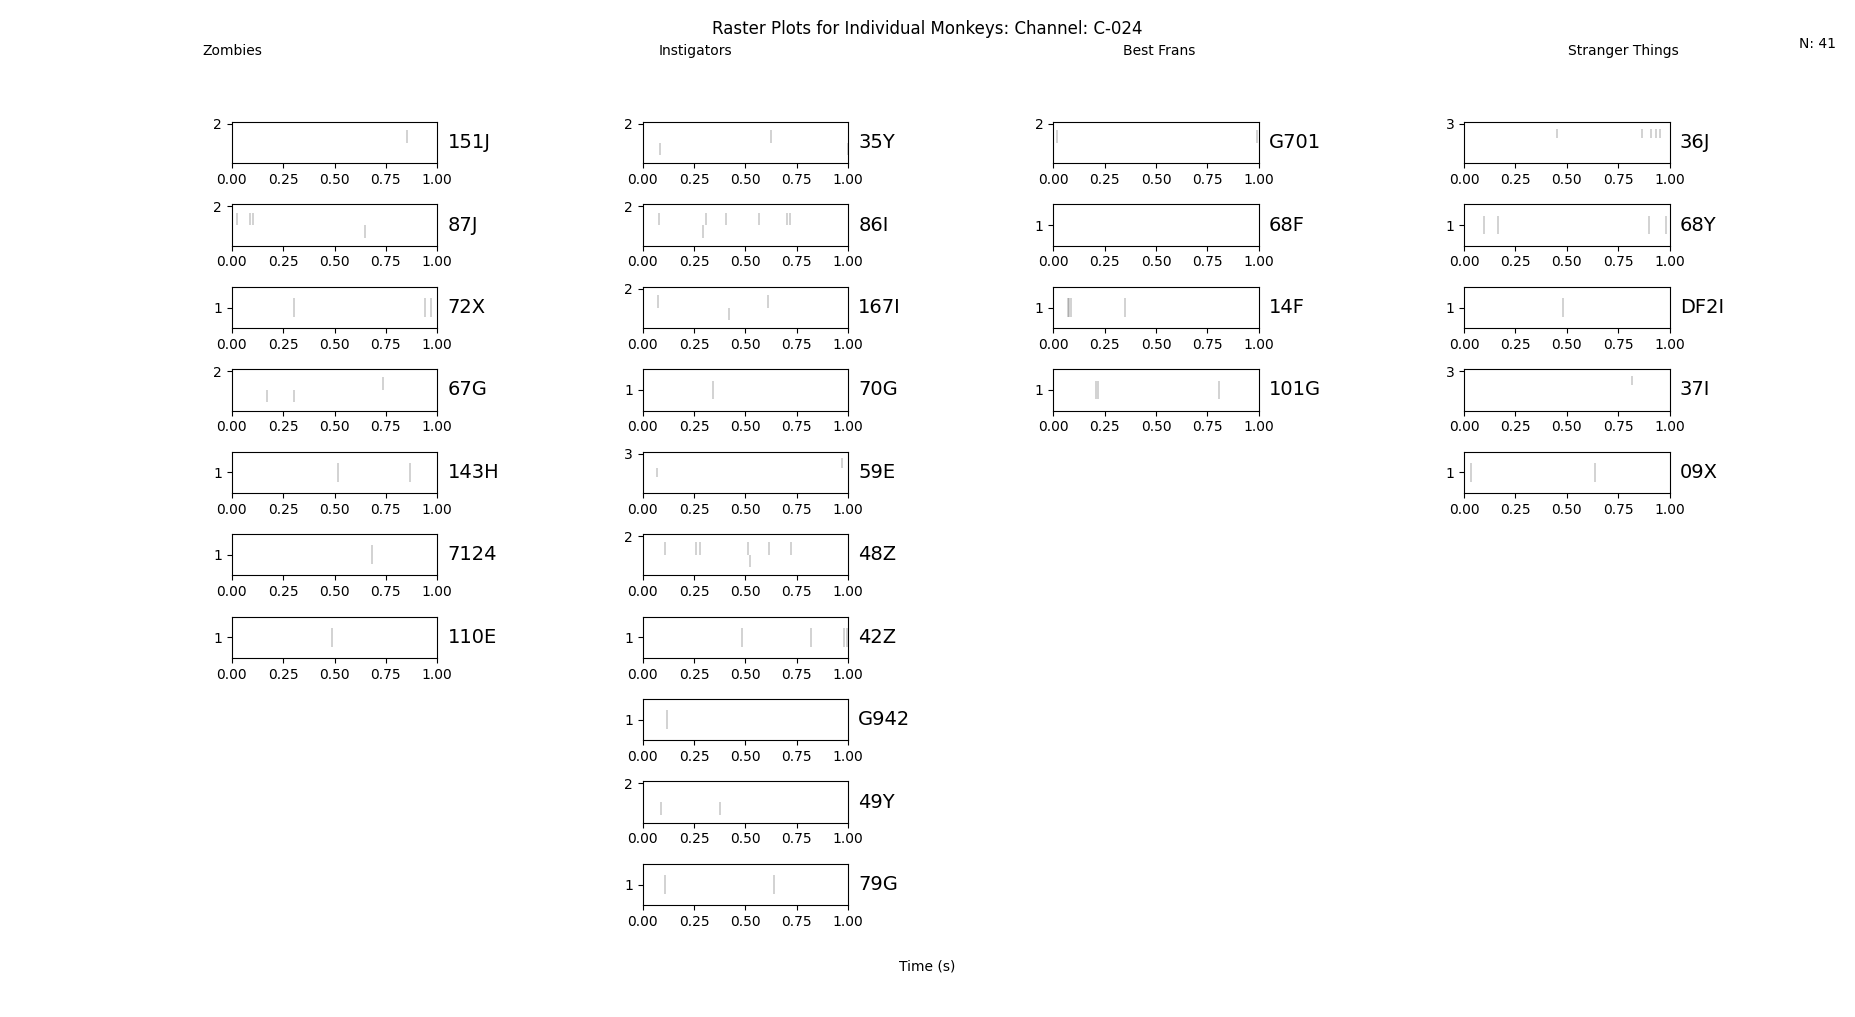 Raster Plots for Individual Monkeys: Channel: C-024
Zombies Instigators Best Frans Stranger Things N: 41
2 151J 2 35Y 2 G701 3 36J
0.00 0.25 0.50 0.75 1.00 0.00 0.25 0.50 0.75 1.00 0.00 0.25 0.50 0.75 1.00 0.00 0.25 0.50 0.75 1.00
2 87J 2 86I 1 68F 1 68Y
0.00 0.25 0.50 0.75 1.00 0.00 0.25 0.50 0.75 1.00 0.00 0.25 0.50 0.75 1.00 0.00 0.25 0.50 0.75 1.00
1 72X 2 167I 1 14F 1 DF2I
0.00 0.25 0.50 0.75 1.00 0.00 0.25 0.50 0.75 1.00 0.00 0.25 0.50 0.75 1.00 0.00 0.25 0.50 0.75 1.00
2 67G 1 70G 1 101G 3 37I
0.00 0.25 0.50 0.75 1.00 0.00 0.25 0.50 0.75 1.00 0.00 0.25 0.50 0.75 1.00 0.00 0.25 0.50 0.75 1.00
1 143H 3 59E 1 09X
0.00 0.25 0.50 0.75 1.00 0.00 0.25 0.50 0.75 1.00 0.00 0.25 0.50 0.75 1.00
1 7124 2 48Z
0.00 0.25 0.50 0.75 1.00 0.00 0.25 0.50 0.75 1.00
1 110E 1 42Z
0.00 0.25 0.50 0.75 1.00 0.00 0.25 0.50 0.75 1.00
1 G942
0.00 0.25 0.50 0.75 1.00
2 49Y
0.00 0.25 0.50 0.75 1.00
1 79G
0.00 0.25 0.50 0.75 1.00
Time (s)